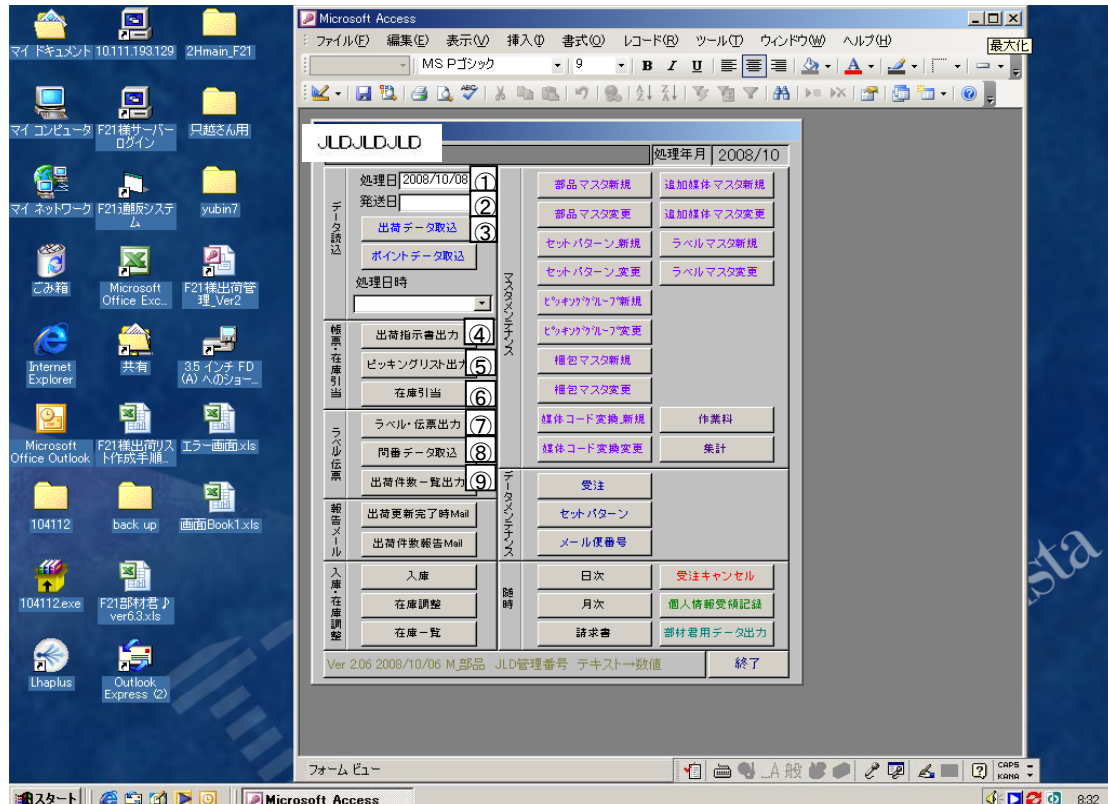 マイ ドキュメント
10.111.193.129
2Hmain_F21
マイ コンピュータ
F21様サーバー
ログイン
只越さん用
マイ ネットワーク
F21通販システ
ム
yubin7
ごみ箱
Microsoft
Office Exc...
F21様出荷管
理_Ver2
Internet
Explorer
共有
3.5 インチ FD
(A) へのショー...
Microsoft
Office Outlook
F21様出荷リス
ト作成手順...
エラー画面.xls
104112
back up
画面Book1.xls
104112.exe
F21部材君♪
ver6.3.xls
Lhaplus
Outlook
Express (2)
Microsoft Access
ファイル(F) 編集(E) 表示(V) 挿入(I) 書式(O) レコード(R) ツール(T) ウィンドウ(W) ヘルプ(H)
最大化
MS Pゴシック 9 B I U
JLDJLDJLD
処理年月 2008/10
データ読込
処理日 2008/10/08 ①
発送日 ②
出荷データ取込 ③
ポイントデータ取込
処理日時
帳票・在庫引当
出荷指示書出力 ④
ピッキングリスト出力 ⑤
在庫引当 ⑥
ラベル伝票
ラベル・伝票出力 ⑦
問番データ取込 ⑧
出荷件数一覧出力 ⑨
報告メール
出荷更新完了時Mail
出荷件数報告Mail
入庫・在庫調整
入庫
在庫調整
在庫一覧
マスタメンテナンス
部品マスタ新規 追加媒体マスタ新規
部品マスタ変更 追加媒体マスタ変更
セットパターン_新規 ラベルマスタ新規
セットパターン_変更 ラベルマスタ変更
ピッキンググループ新規
ピッキンググループ変更
梱包マスタ新規
梱包マスタ変更
媒体コード変換_新規 作業料
媒体コード変換変更 集計
データメンテナンス
受注
セットパターン
メール便番号
随時
日次 受注キャンセル
月次 個人情報受領記録
請求書 部材君用データ出力
Ver 2.06 2008/10/06 M_部品 JLD管理番号 テキスト→数値
終了
フォーム ビュー
A 般
CAPS
KANA
スタート
Microsoft Access
8:32